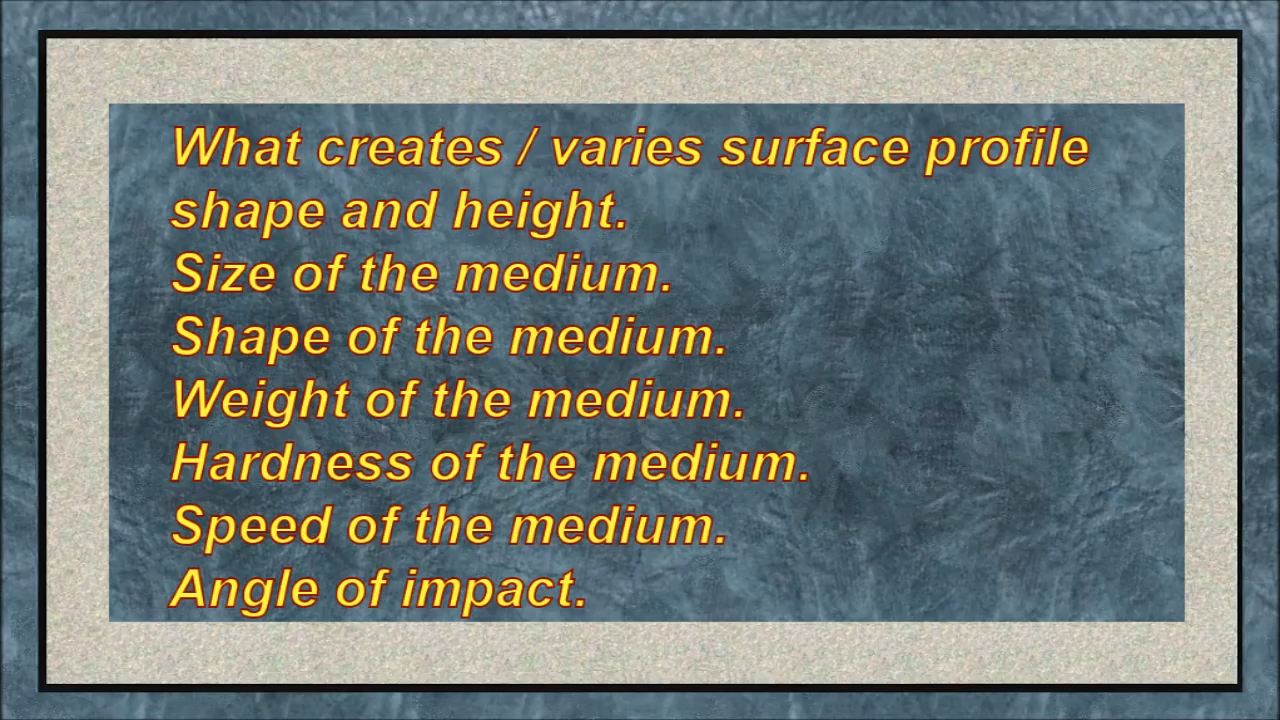 What creates / varies surface profile
shape and height.
Size of the medium.
Shape of the medium.
Weight of the medium.
Hardness of the medium.
Speed of the medium.
Angle of impact.